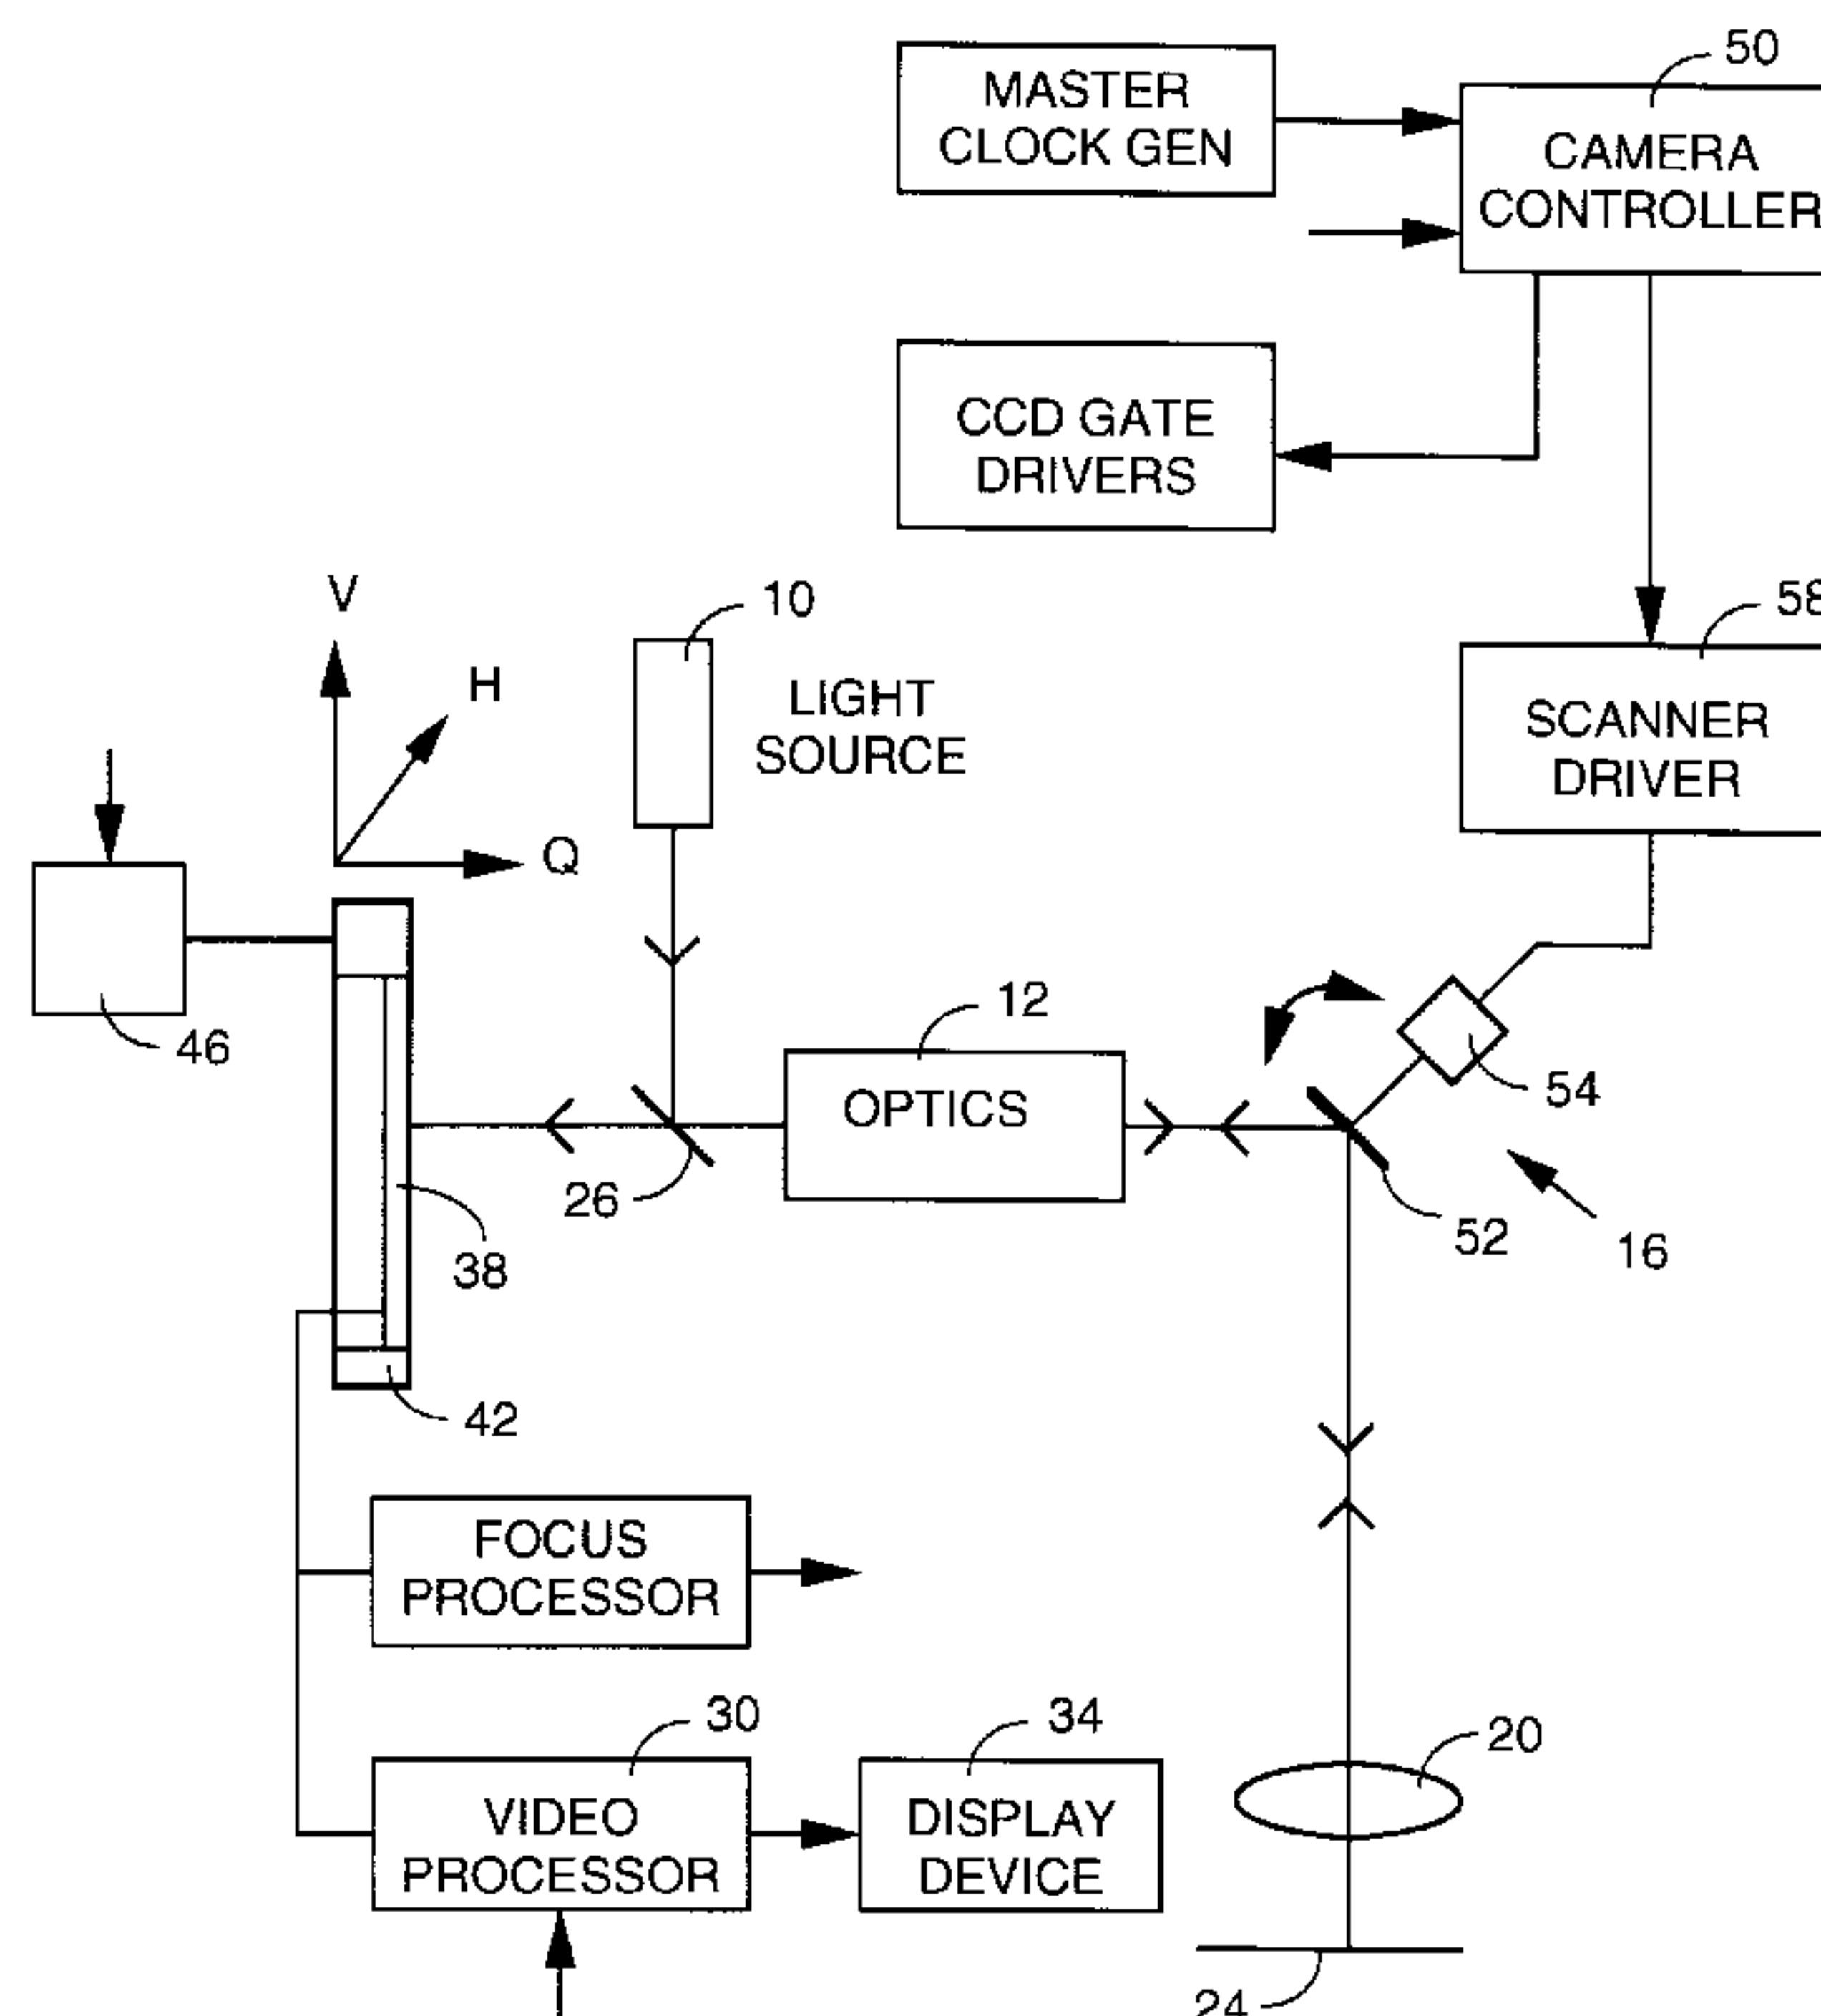 50
MASTER
CLOCK GEN
CAMERA
CONTROLLER
CCD GATE
DRIVERS
V
10
58
H
LIGHT
SOURCE
SCANNER
DRIVER
Q
12
46
54
OPTICS
26
52
16
38
42
FOCUS
PROCESSOR
30
34
20
VIDEO
PROCESSOR
DISPLAY
DEVICE
24